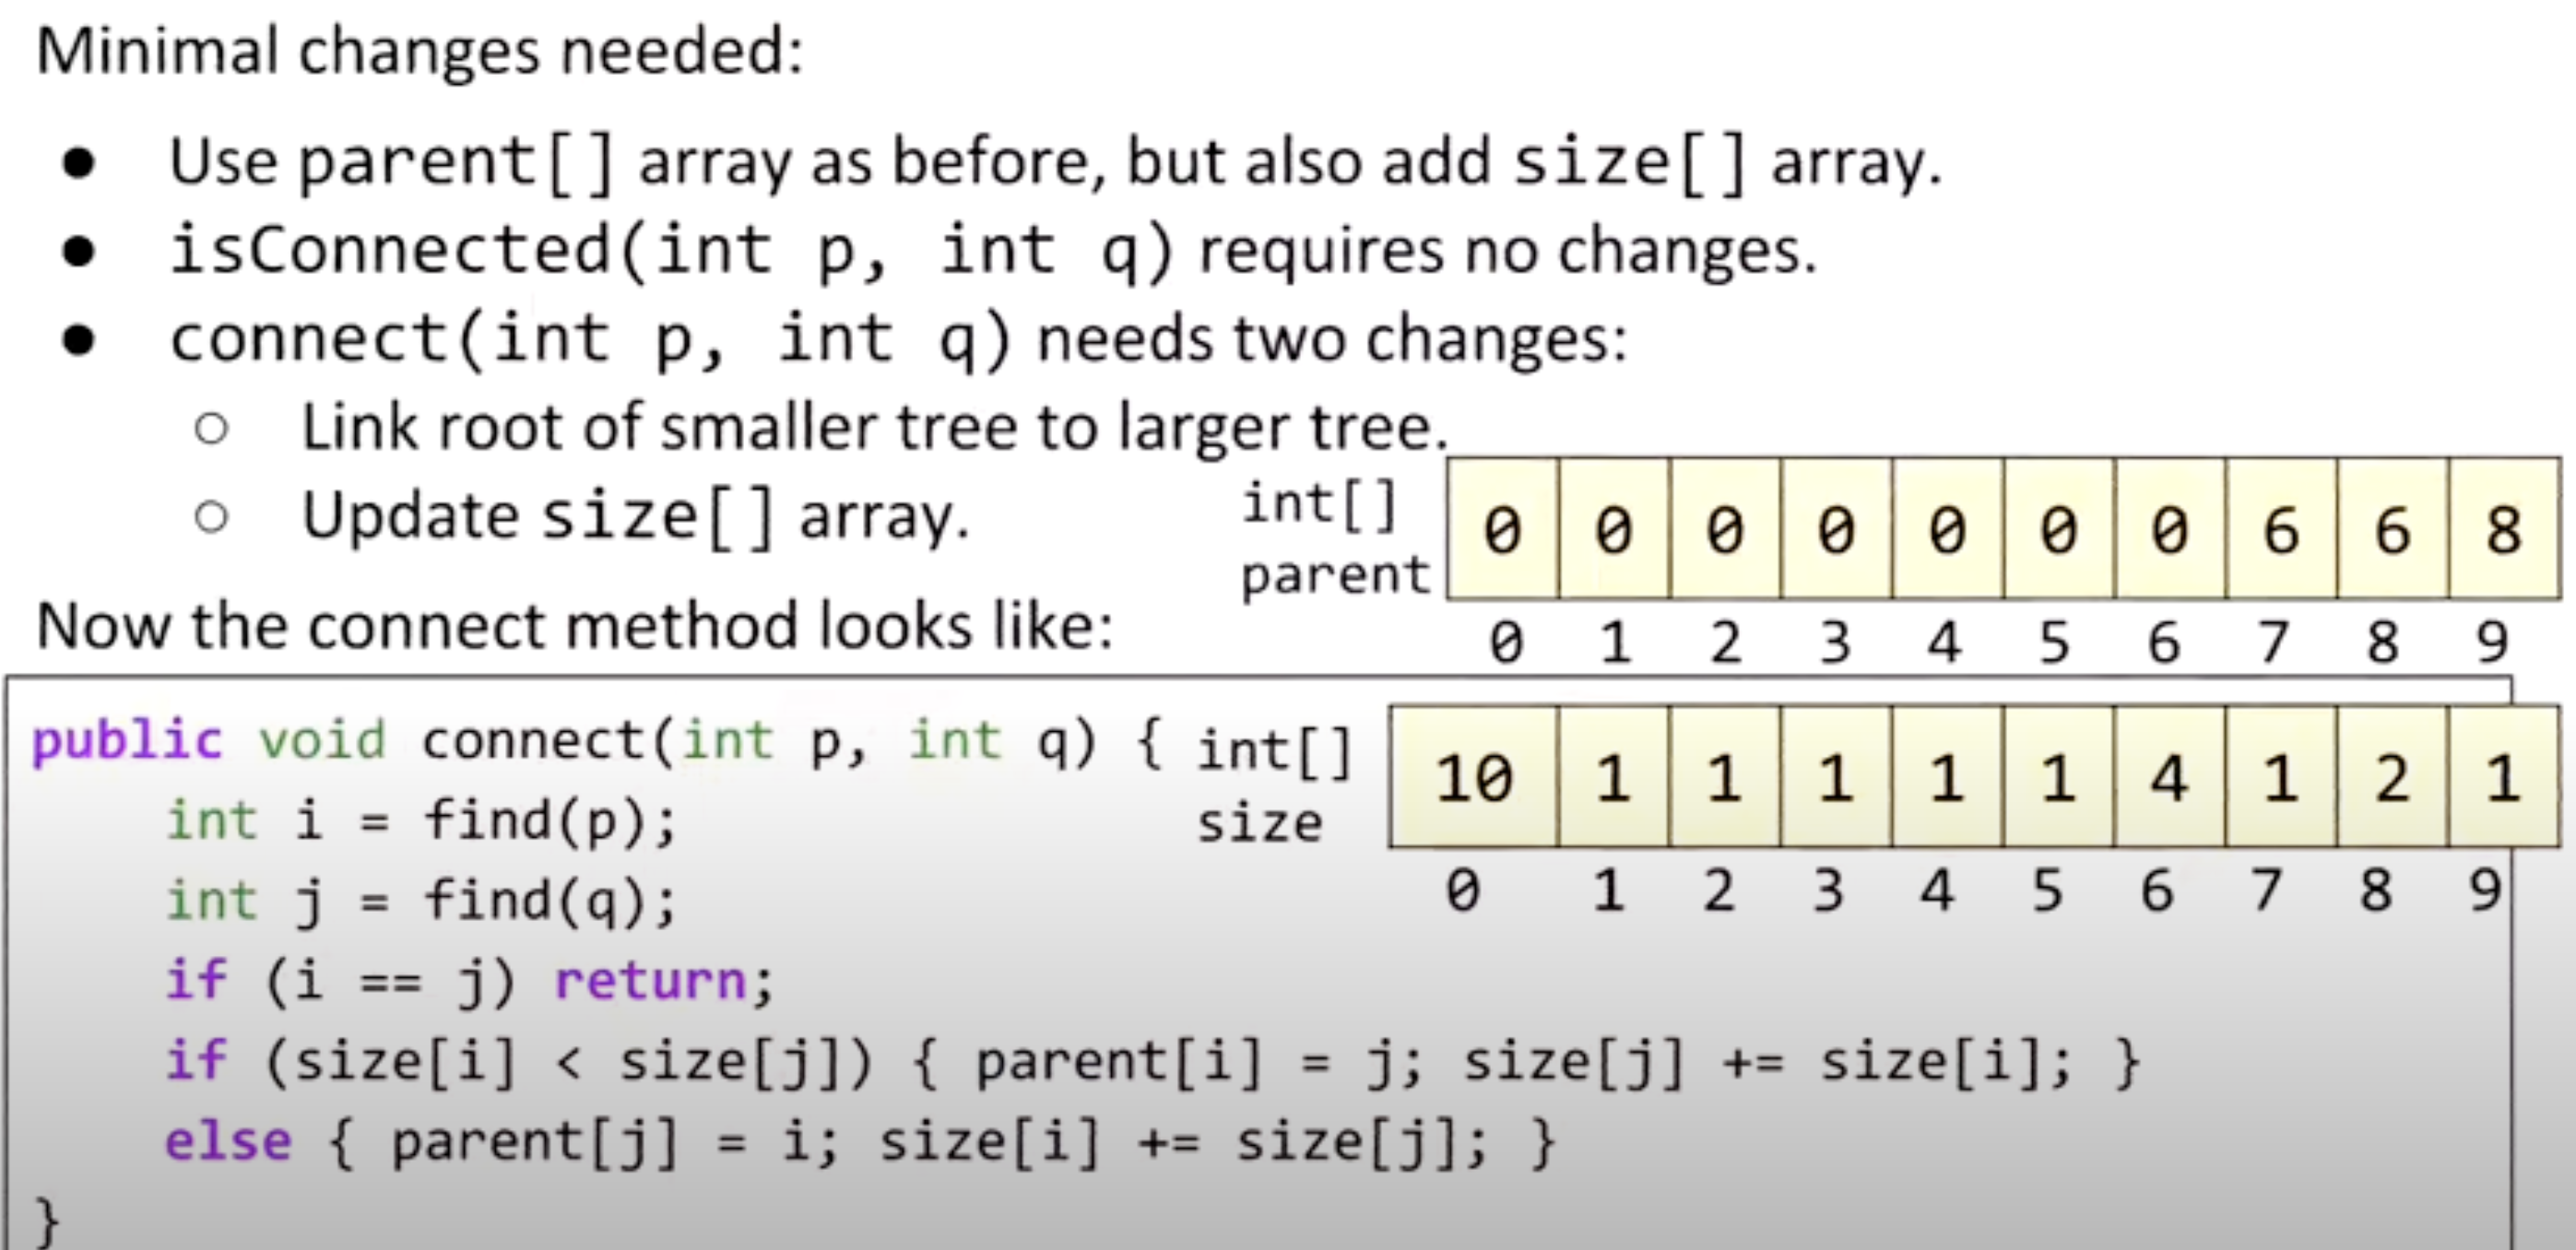 Minimal changes needed:
● Use parent[] array as before, but also add size[] array.
● isConnected(int p, int q) requires no changes.
● connect(int p, int q) needs two changes:
○ Link root of smaller tree to larger tree.
○ Update size[] array.
int[] parent
0 0 0 0 0 0 0 6 6 8
0 1 2 3 4 5 6 7 8 9
Now the connect method looks like:
int[] size
10 1 1 1 1 1 4 1 2 1
0 1 2 3 4 5 6 7 8 9
public void connect(int p, int q) {
    int i = find(p);
    int j = find(q);
    if (i == j) return;
    if (size[i] < size[j]) { parent[i] = j; size[j] += size[i]; }
    else { parent[j] = i; size[i] += size[j]; }
}